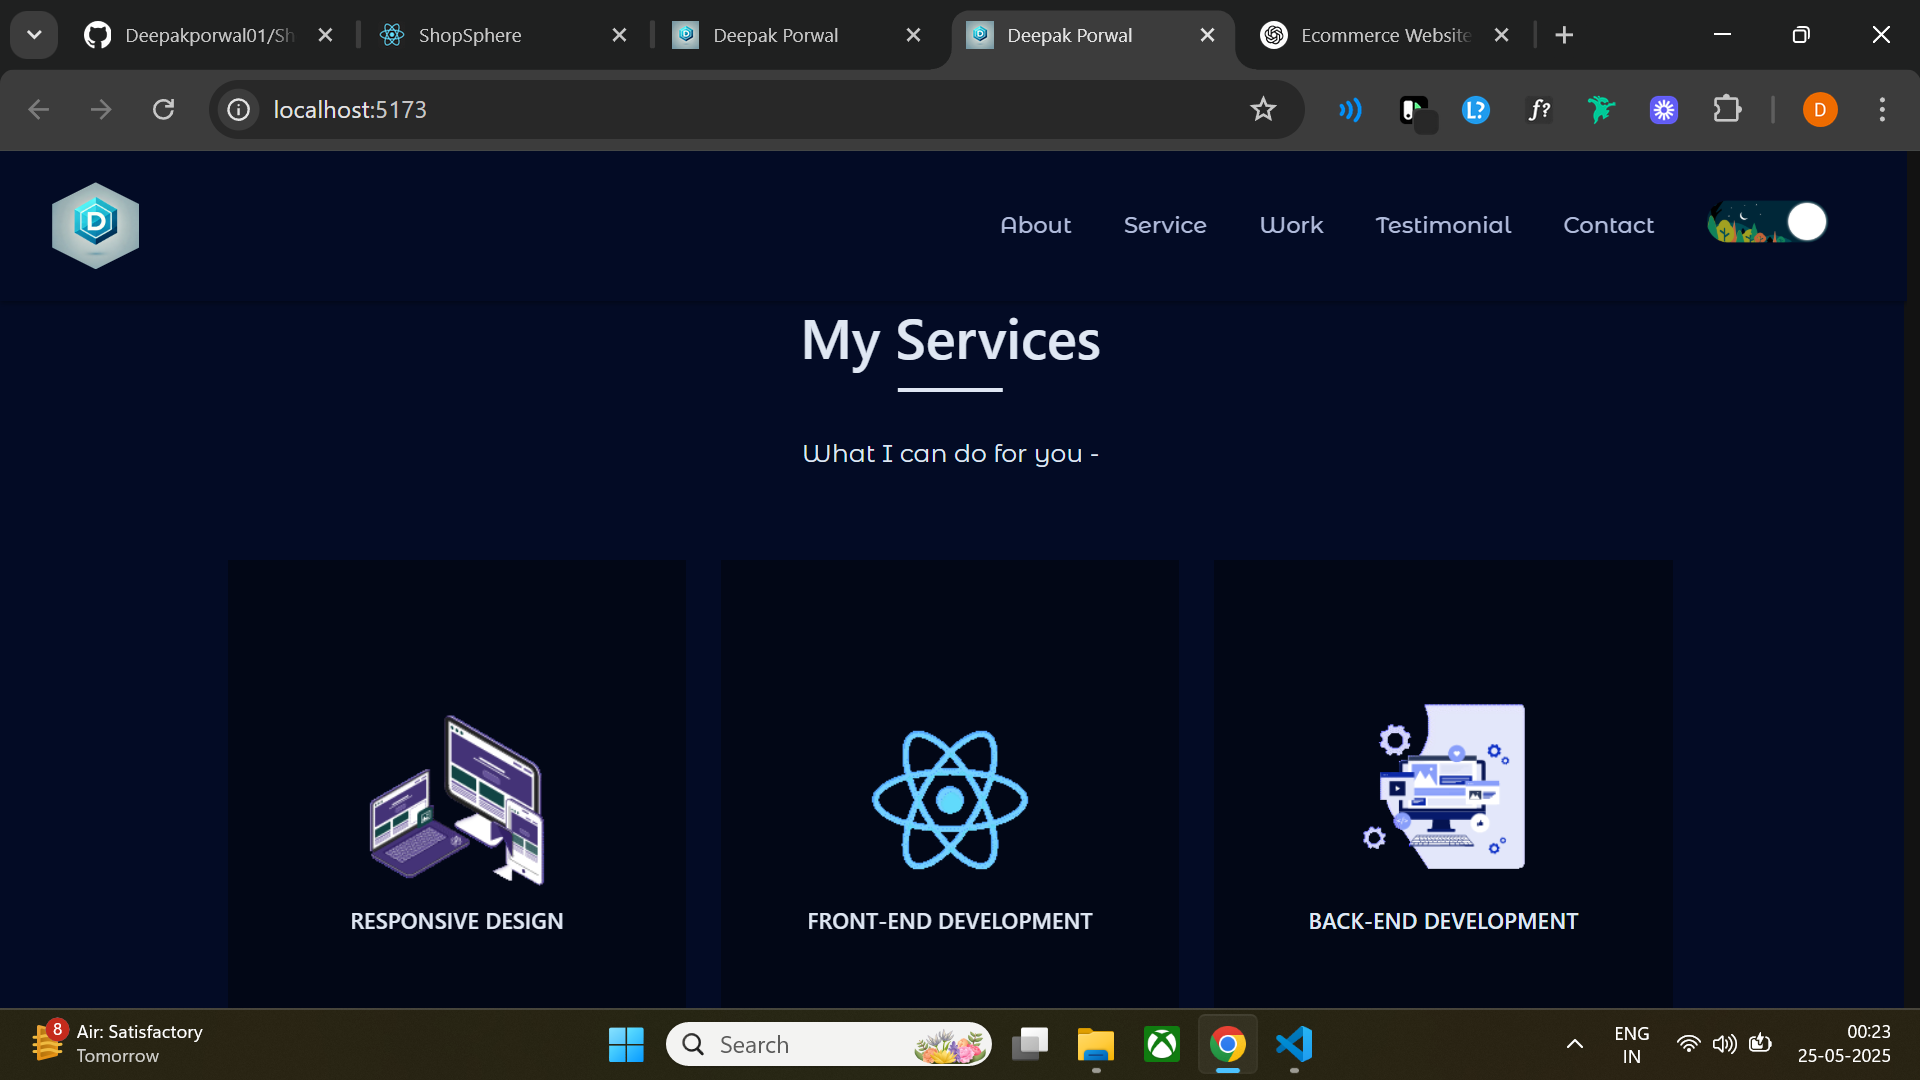 Deepakporwal01/Sh
ShopSphere
Deepak Porwal
Deepak Porwal
Ecommerce Website
localhost:5173
L?
f?
D
D
About
Service
Work
Testimonial
Contact
My Services
What I can do for you -
RESPONSIVE DESIGN
FRONT-END DEVELOPMENT
BACK-END DEVELOPMENT
8
Air: Satisfactory
Tomorrow
Search
ENG
IN
00:23
25-05-2025